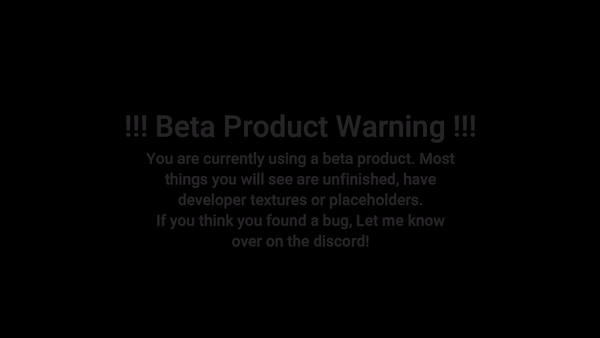 !!! Beta Product Warning !!!
You are currently using a beta product. Most
things you will see are unfinished, have
developer textures or placeholders.
If you think you found a bug, Let me know
over on the discord!